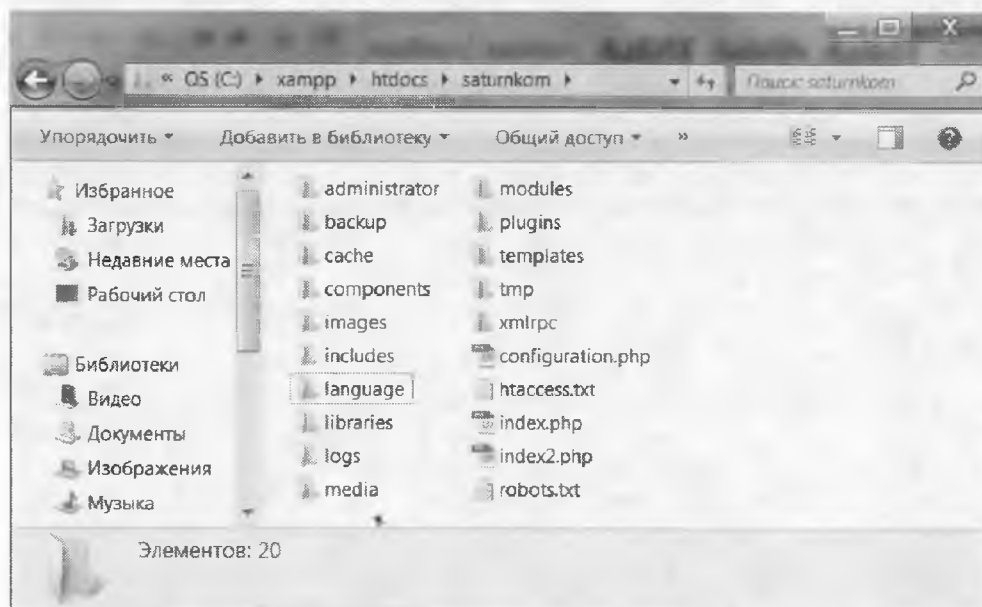 « OS (C:) ▸ xampp ▸ htdocs ▸ saturnkom ▸
Поиск: saturnkom
Упорядочить ▾ Добавить в библиотеку ▾ Общий доступ ▾ »
Избранное
Загрузки
Недавние места
Рабочий стол
Библиотеки
Видео
Документы
Изображения
Музыка
administrator
backup
cache
components
images
includes
language
libraries
logs
media
modules
plugins
templates
tmp
xmlrpc
configuration.php
htaccess.txt
index.php
index2.php
robots.txt
Элементов: 20